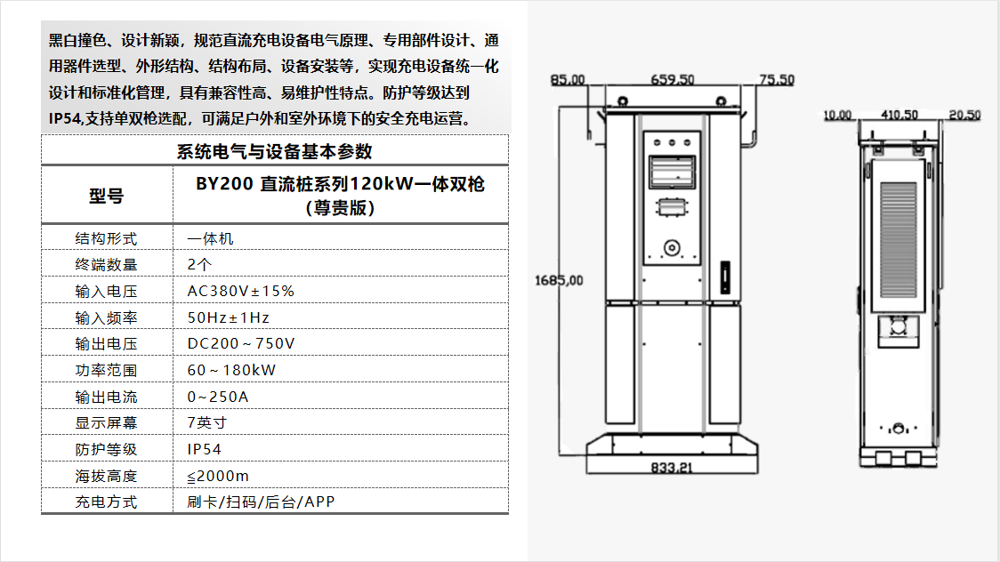 黑白撞色、设计新颖，规范直流充电设备电气原理、专用部件设计、通
用器件选型、外形结构、结构布局、设备安装等，实现充电设备统一化
设计和标准化管理，具有兼容性高、易维护性特点。防护等级达到
IP54,支持单双枪选配，可满足户外和室外环境下的安全充电运营。
系统电气与设备基本参数
型号
BY200 直流桩系列120kW一体双枪
（尊贵版）
结构形式 一体机
终端数量 2个
输入电压 AC380V±15%
输入频率 50Hz±1Hz
输出电压 DC200～750V
功率范围 60～180kW
输出电流 0~250A
显示屏幕 7英寸
防护等级 IP54
海拔高度 ≦2000m
充电方式 刷卡/扫码/后台/APP
85,00 659,50 75,50
1685,00
833,21
10,00 410,50 20,50